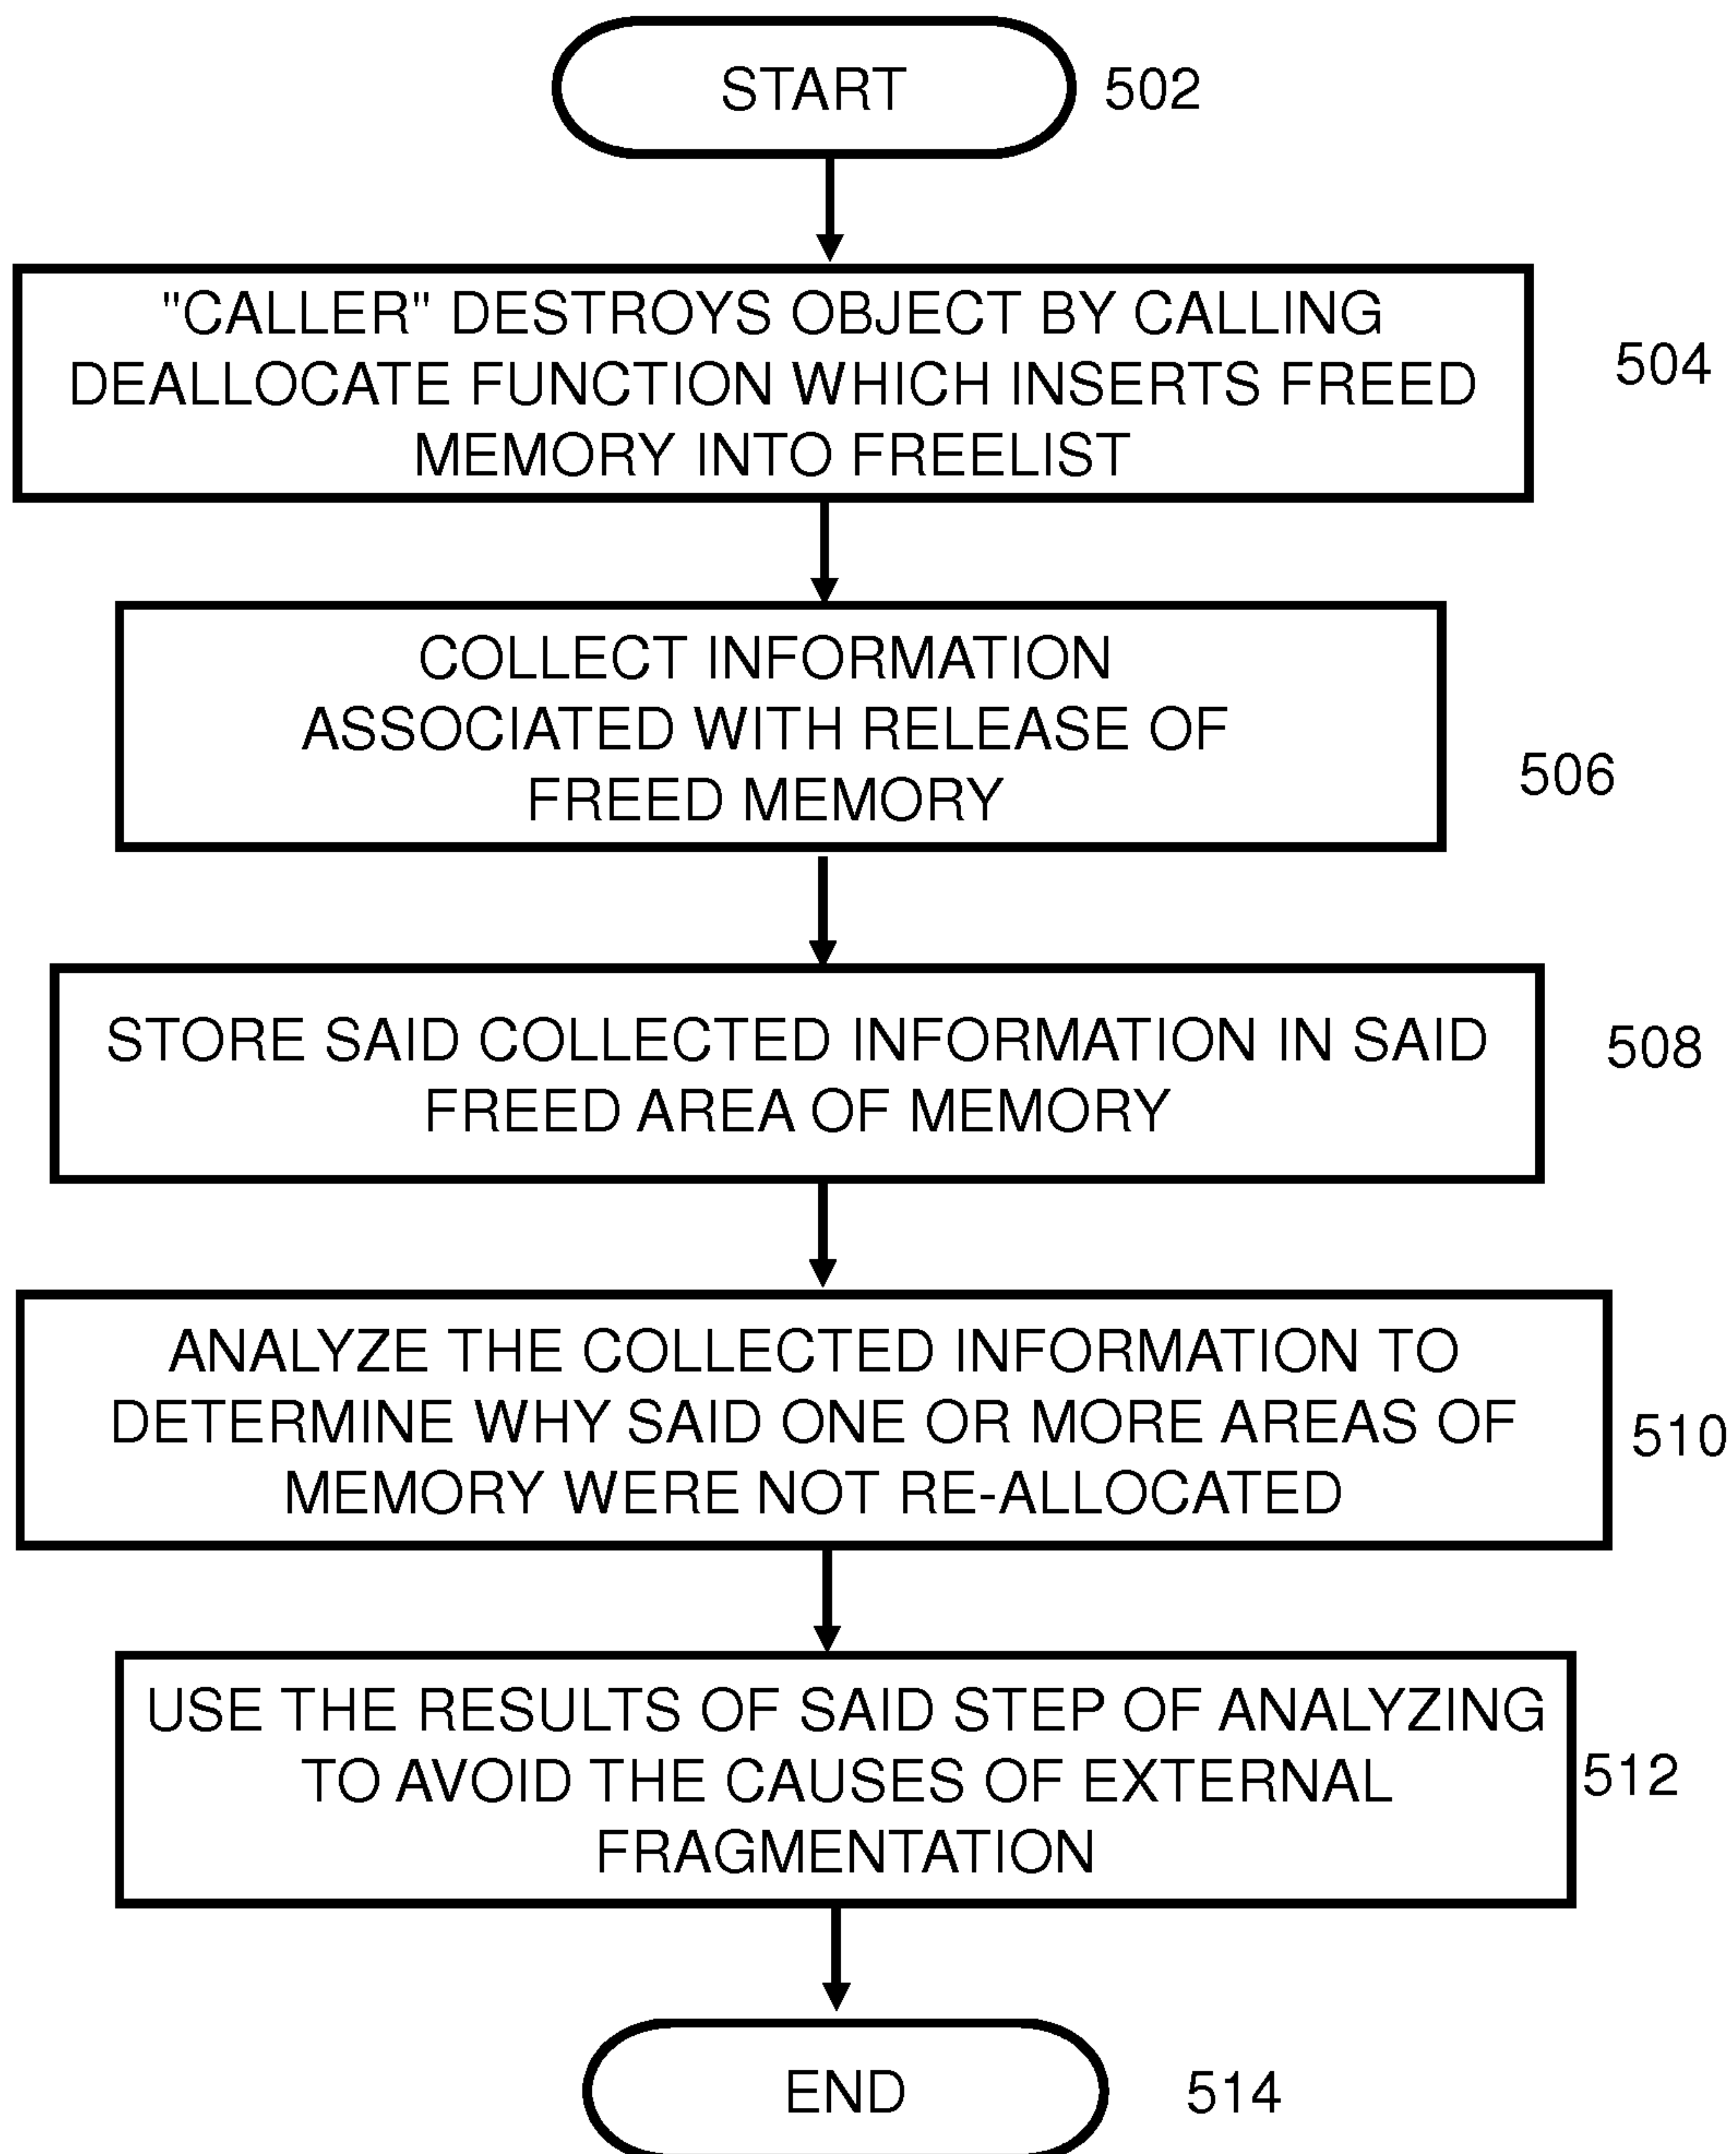 START
502
"CALLER" DESTROYS OBJECT BY CALLING
DEALLOCATE FUNCTION WHICH INSERTS FREED
MEMORY INTO FREELIST
504
COLLECT INFORMATION
ASSOCIATED WITH RELEASE OF
FREED MEMORY
506
STORE SAID COLLECTED INFORMATION IN SAID
FREED AREA OF MEMORY
508
ANALYZE THE COLLECTED INFORMATION TO
DETERMINE WHY SAID ONE OR MORE AREAS OF
MEMORY WERE NOT RE-ALLOCATED
510
USE THE RESULTS OF SAID STEP OF ANALYZING
TO AVOID THE CAUSES OF EXTERNAL
FRAGMENTATION
512
END
514